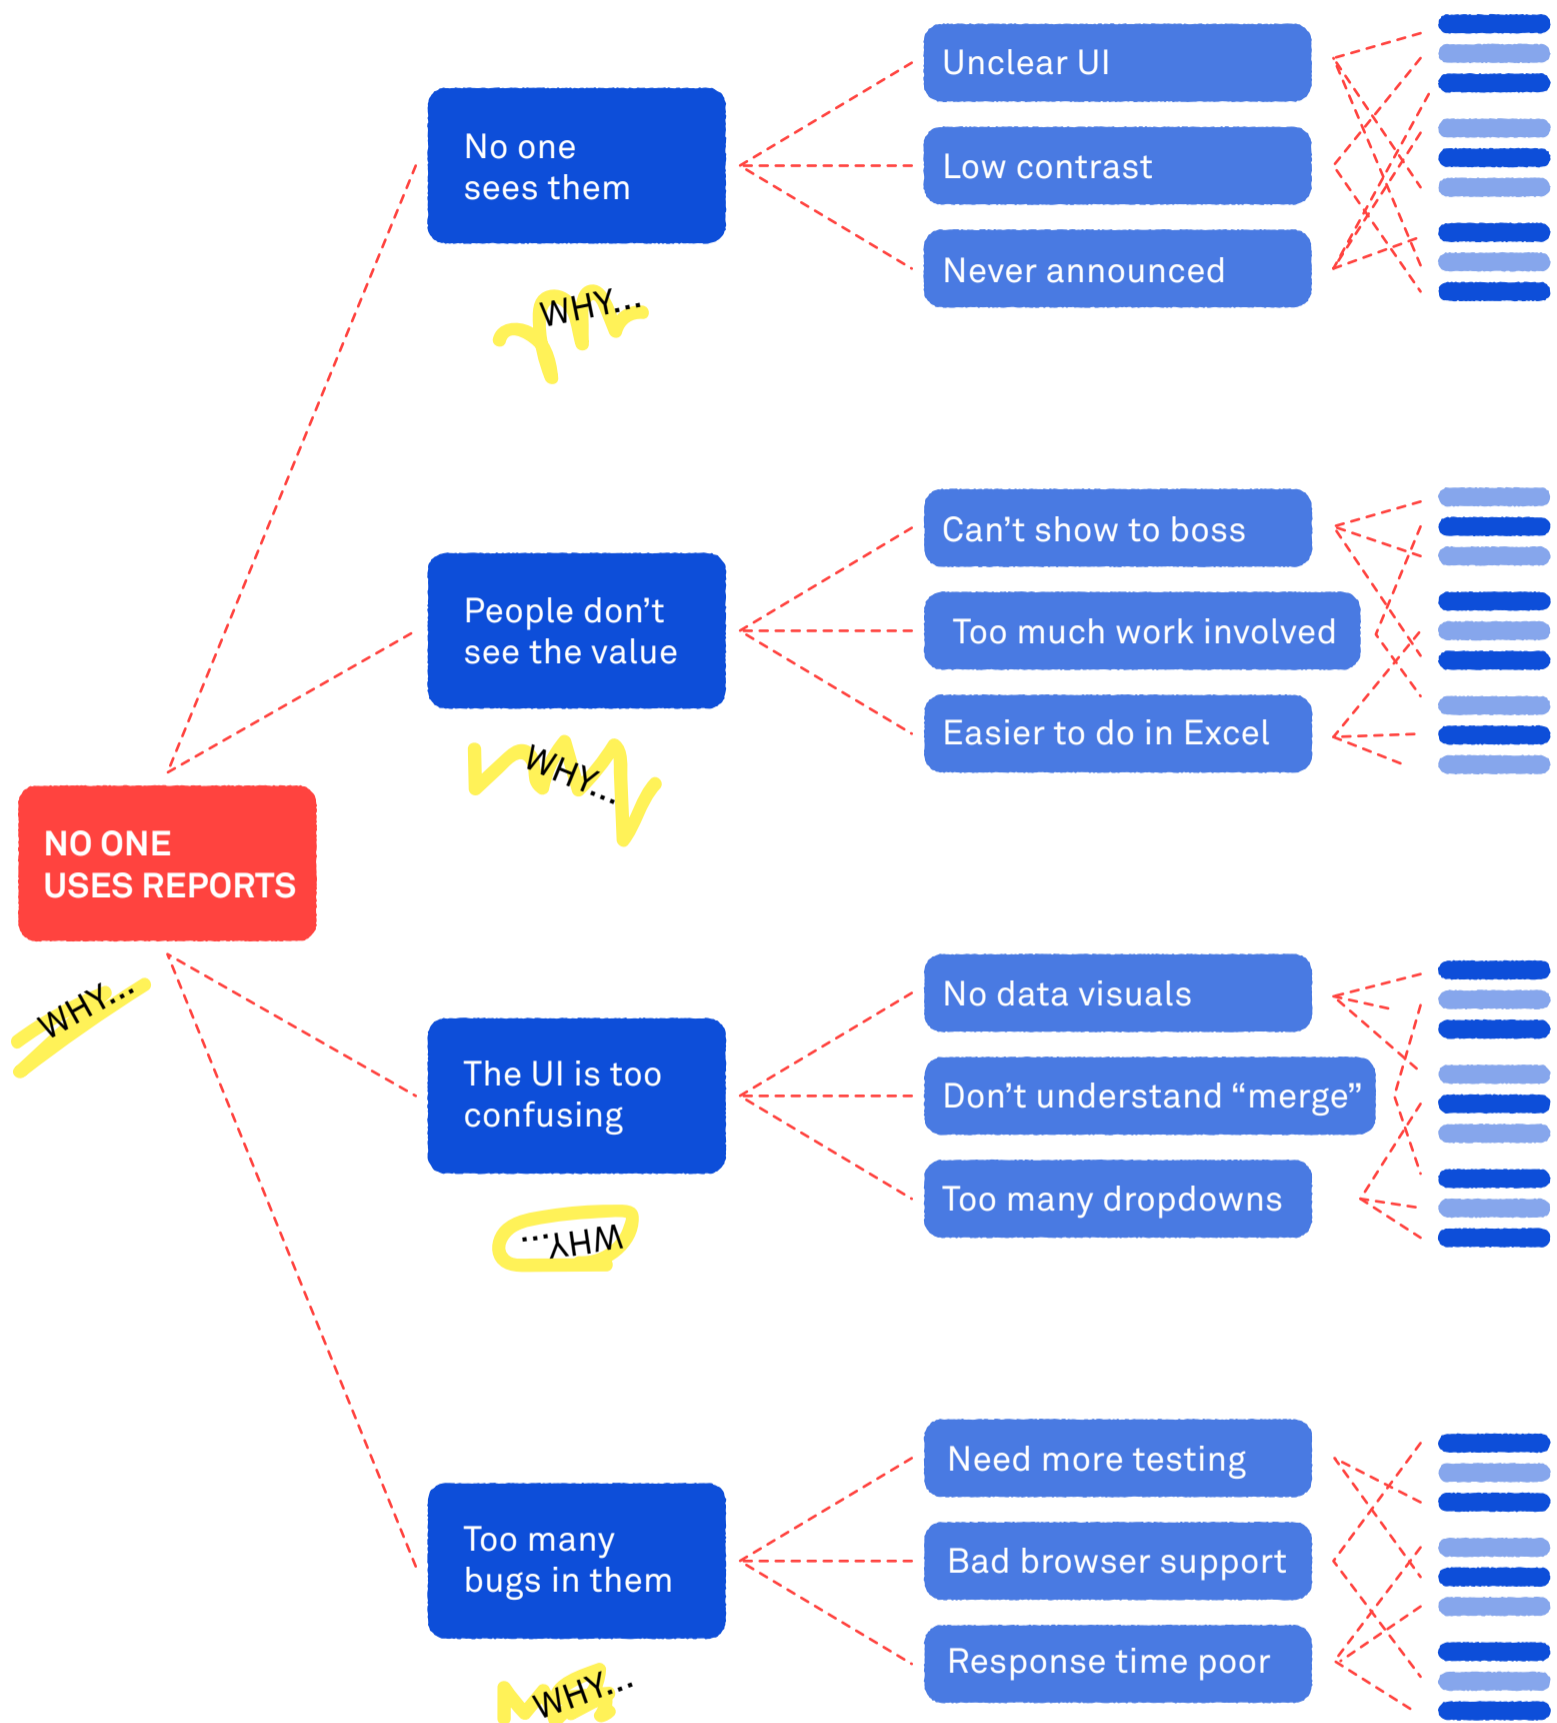 No one
sees them
WHY...
Unclear UI
Low contrast
Never announced
People don’t
see the value
WHY...
Can’t show to boss
Too much work involved
Easier to do in Excel
NO ONE
USES REPORTS
WHY...
The UI is too
confusing
WHY...
No data visuals
Don’t understand “merge”
Too many dropdowns
Too many
bugs in them
WHY...
Need more testing
Bad browser support
Response time poor